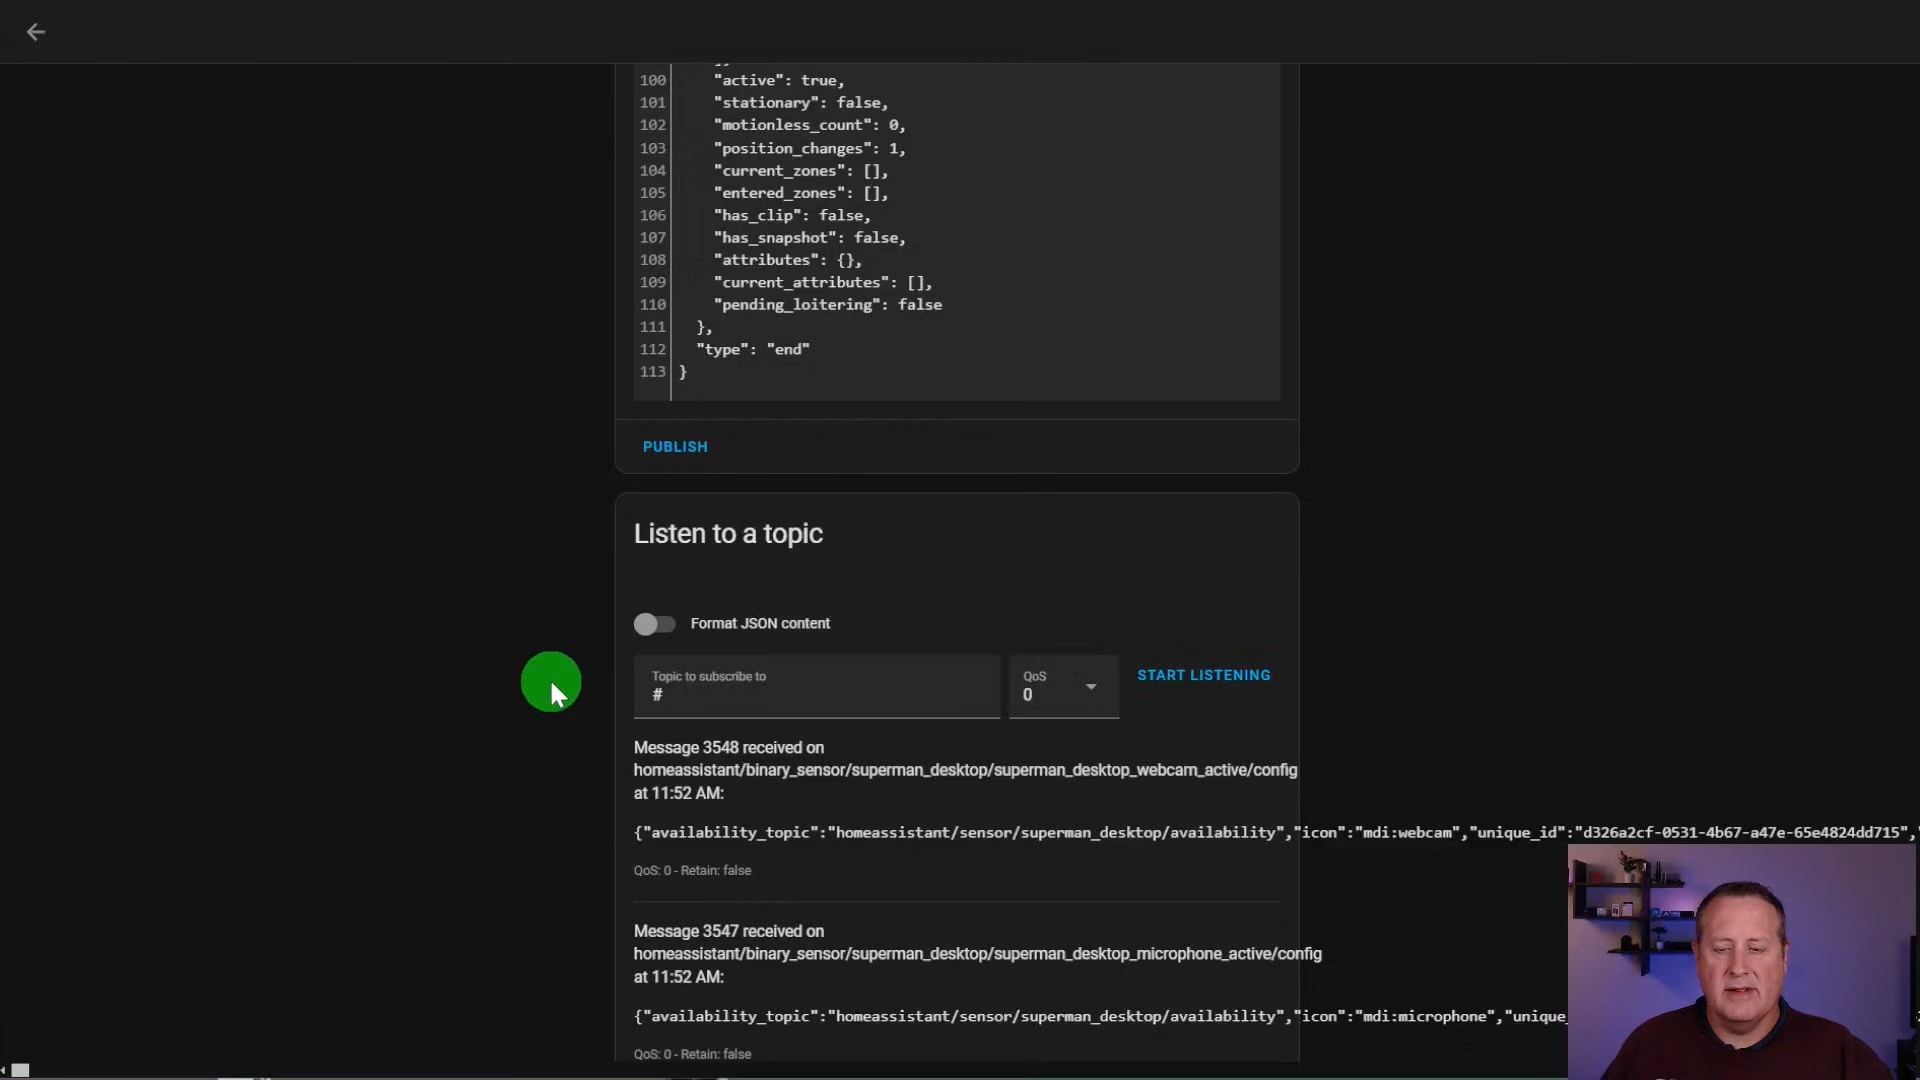 100 "active": true,
101 "stationary": false,
102 "motionless_count": 0,
103 "position_changes": 1,
104 "current_zones": [],
105 "entered_zones": [],
106 "has_clip": false,
107 "has_snapshot": false,
108 "attributes": {},
109 "current_attributes": [],
110 "pending_loitering": false
111 },
112 "type": "end"
113 }
PUBLISH
Listen to a topic
Format JSON content
Topic to subscribe to
#
QoS
0
START LISTENING
Message 3548 received on
homeassistant/binary_sensor/superman_desktop/superman_desktop_webcam_active/config
at 11:52 AM:
{"availability_topic":"homeassistant/sensor/superman_desktop/availability","icon":"mdi:webcam","unique_id":"d326a2cf-0531-4b67-a47e-65e4824dd715",
QoS: 0 - Retain: false
Message 3547 received on
homeassistant/binary_sensor/superman_desktop/superman_desktop_microphone_active/config
at 11:52 AM:
{"availability_topic":"homeassistant/sensor/superman_desktop/availability","icon":"mdi:microphone","unique_
QoS: 0 - Retain: false